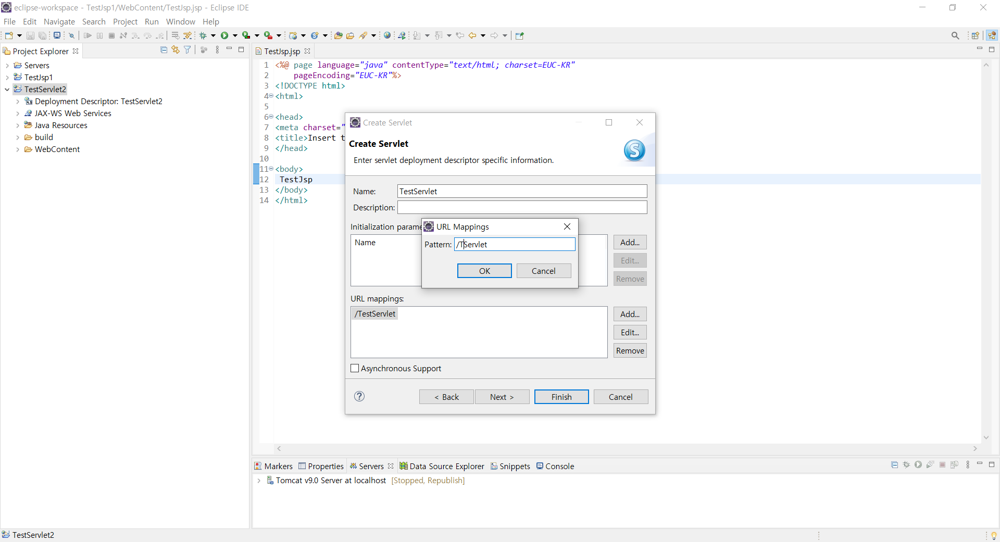 eclipse-workspace - TestJsp1/WebContent/TestJsp.jsp - Eclipse IDE
File Edit Navigate Search Project Run Window Help
Project Explorer
Servers
TestJsp1
TestServlet2
Deployment Descriptor: TestServlet2
JAX-WS Web Services
Java Resources
build
WebContent
TestJsp.jsp
1 <%@ page language="java" contentType="text/html; charset=EUC-KR"
2 pageEncoding="EUC-KR"%>
3 <!DOCTYPE html>
4 <html>
5
6 <head>
7 <meta charset="
8 <title>Insert t
9 </head>
10
11 <body>
12 TestJsp
13 </body>
14 </html>
Create Servlet
Create Servlet
Enter servlet deployment descriptor specific information.
Name: TestServlet
Description:
Initialization parame
Name
Add...
Edit...
Remove
URL Mappings
Pattern: /TServlet
OK Cancel
URL mappings:
/TestServlet
Add...
Edit...
Remove
Asynchronous Support
< Back Next > Finish Cancel
Markers Properties Servers Data Source Explorer Snippets Console
Tomcat v9.0 Server at localhost [Stopped, Republish]
TestServlet2